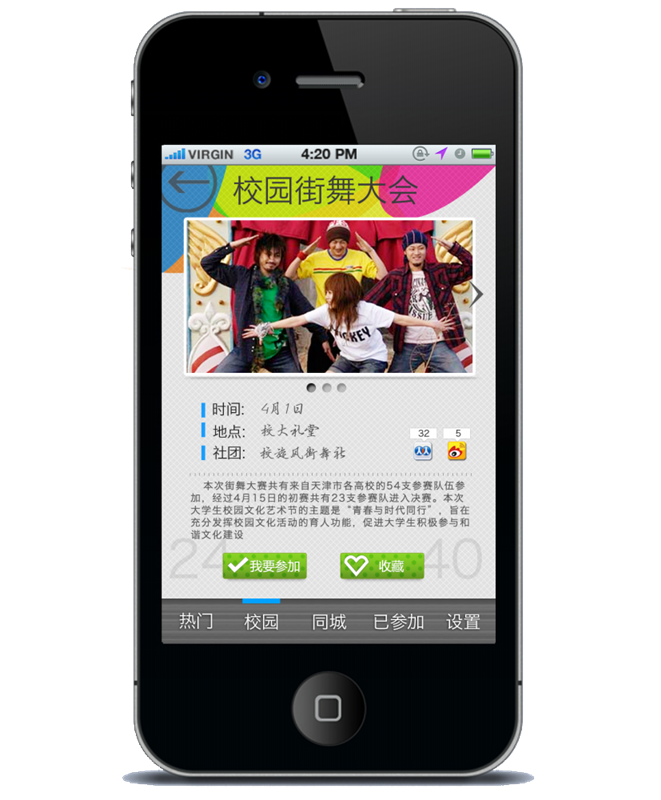 VIRGIN 3G 4:20 PM
校园街舞大会
时间: 4月1日
地点: 校大礼堂
社团: 校旋风街舞社
32 5
本次街舞大赛共有来自天津市各高校的54支参赛队伍参
加，经过4月15日的初赛共有23支参赛队进入决赛。本次
大学生校园文化艺术节的主题是“青春与时代同行”，旨在
充分发挥校园文化活动的育人功能，促进大学生积极参与和
谐文化建设
24 40
我要参加 收藏
热门 校园 同城 已参加 设置